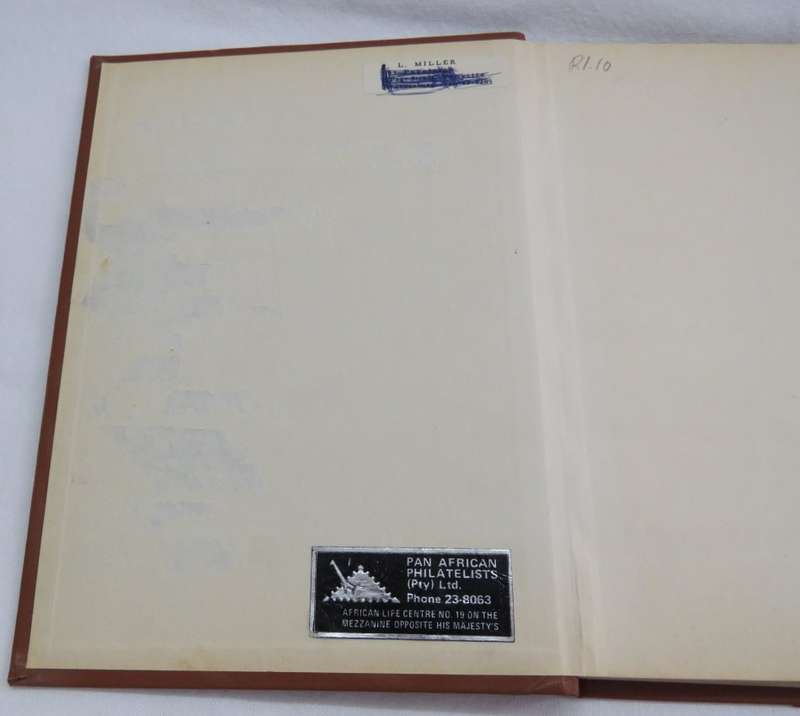 L. MILLER
R1.10
PAN AFRICAN
PHILATELISTS
(Pty) Ltd.
Phone 23-8063
AFRICAN LIFE CENTRE NO. 19 ON THE
MEZZANINE OPPOSITE HIS MAJESTY'S